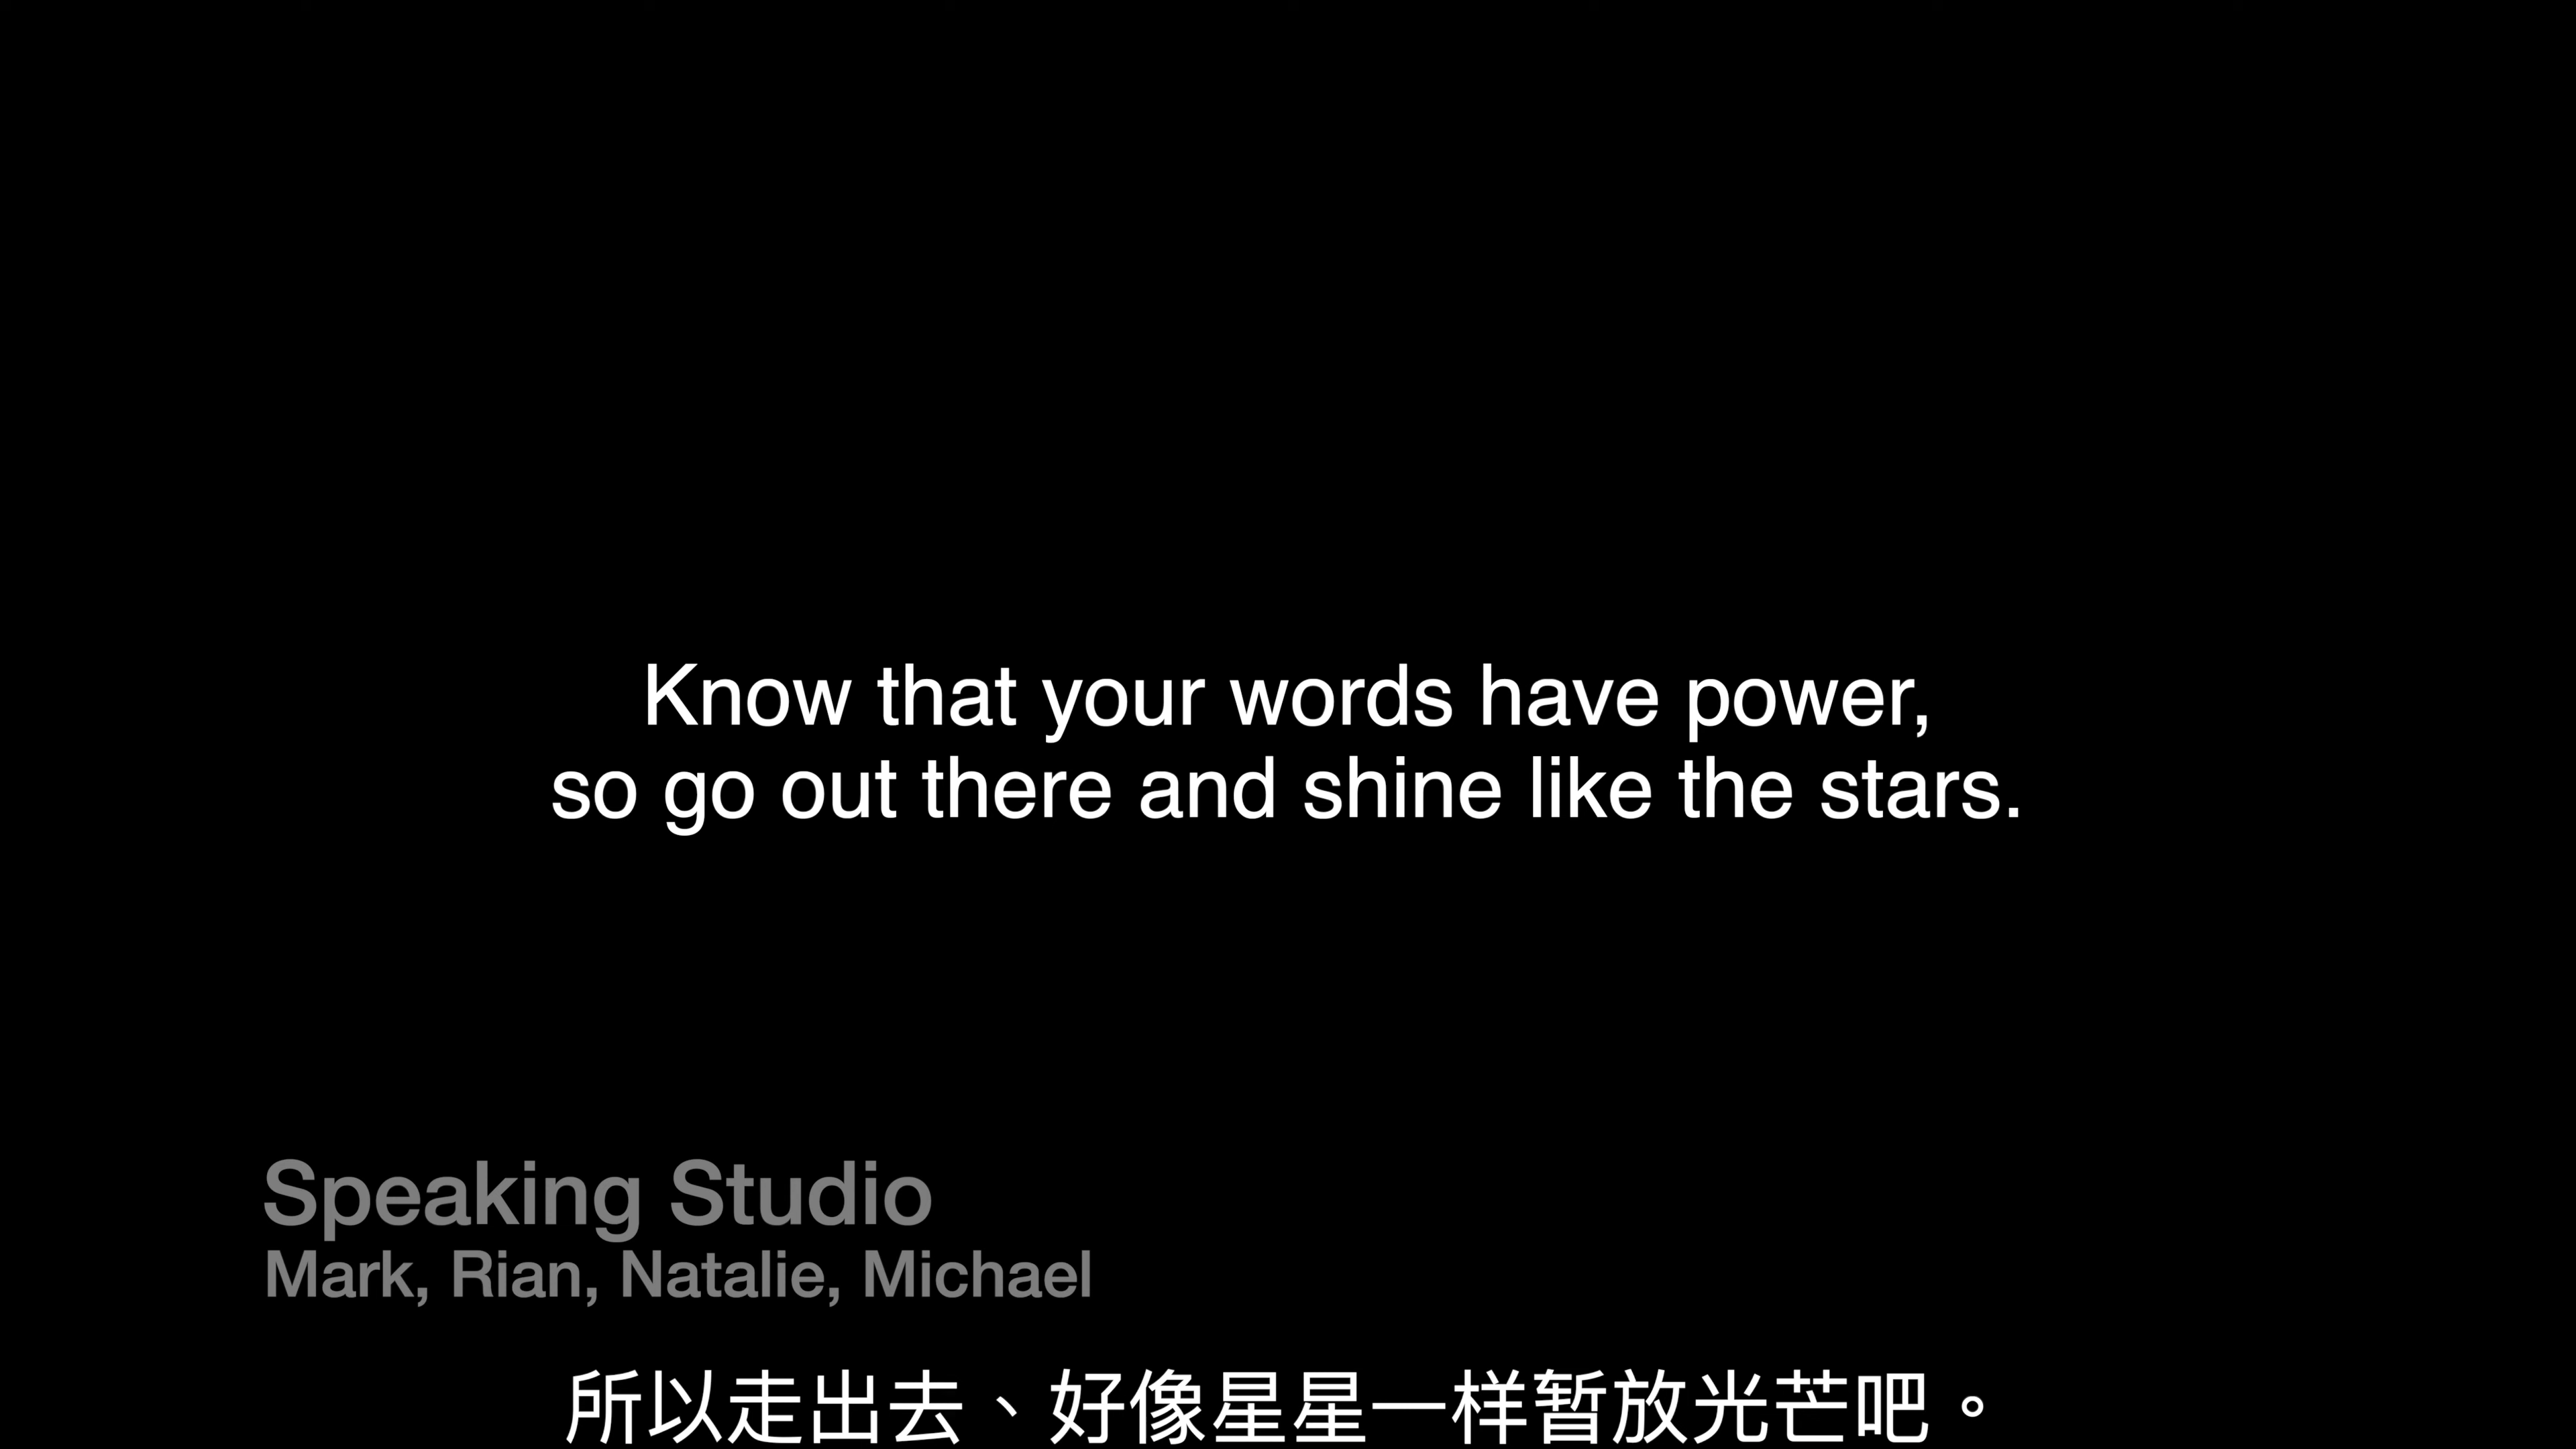 Know that your words have power,
so go out there and shine like the stars.
Speaking Studio
Mark, Rian, Natalie, Michael
所以走出去、好像星星一样暂放光芒吧。